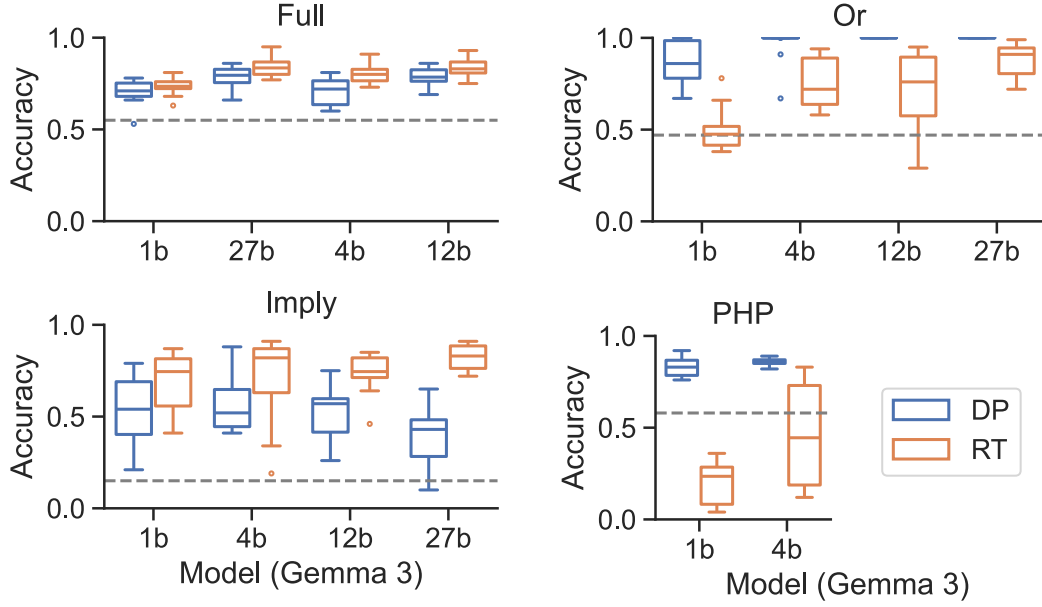 Full
Accuracy
1.0
0.5
0.0
1b 27b 4b 12b
Or
Accuracy
1.0
0.5
0.0
1b 4b 12b 27b
Imply
Accuracy
1.0
0.5
0.0
1b 4b 12b 27b
Model (Gemma 3)
PHP
Accuracy
1.0
0.5
0.0
1b 4b
Model (Gemma 3)
DP
RT